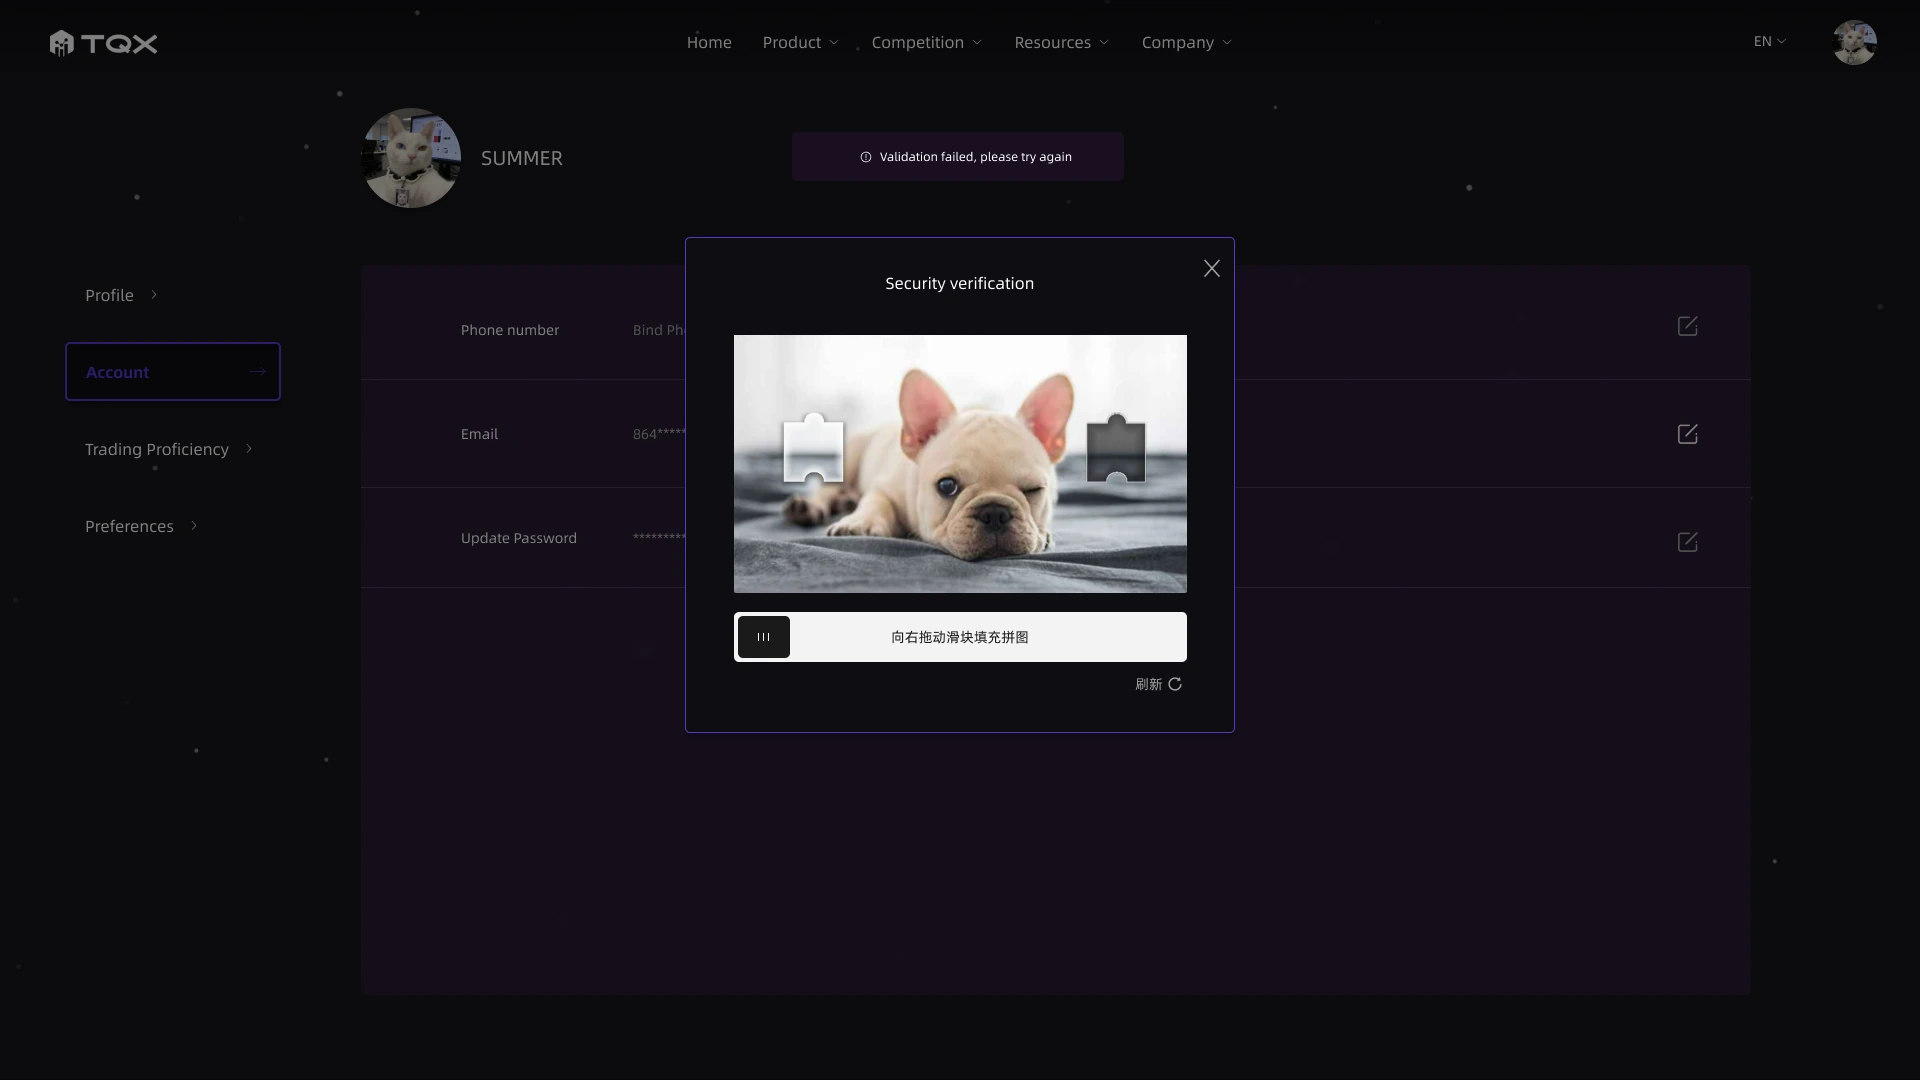 TQX
Home
Product
Competition
Resources
Company
EN
SUMMER
Validation failed, please try again
Profile
Account
Trading Proficiency
Preferences
Phone number
Bind Ph
Email
864*****
Update Password
*********
Security verification
向右拖动滑块填充拼图
刷新